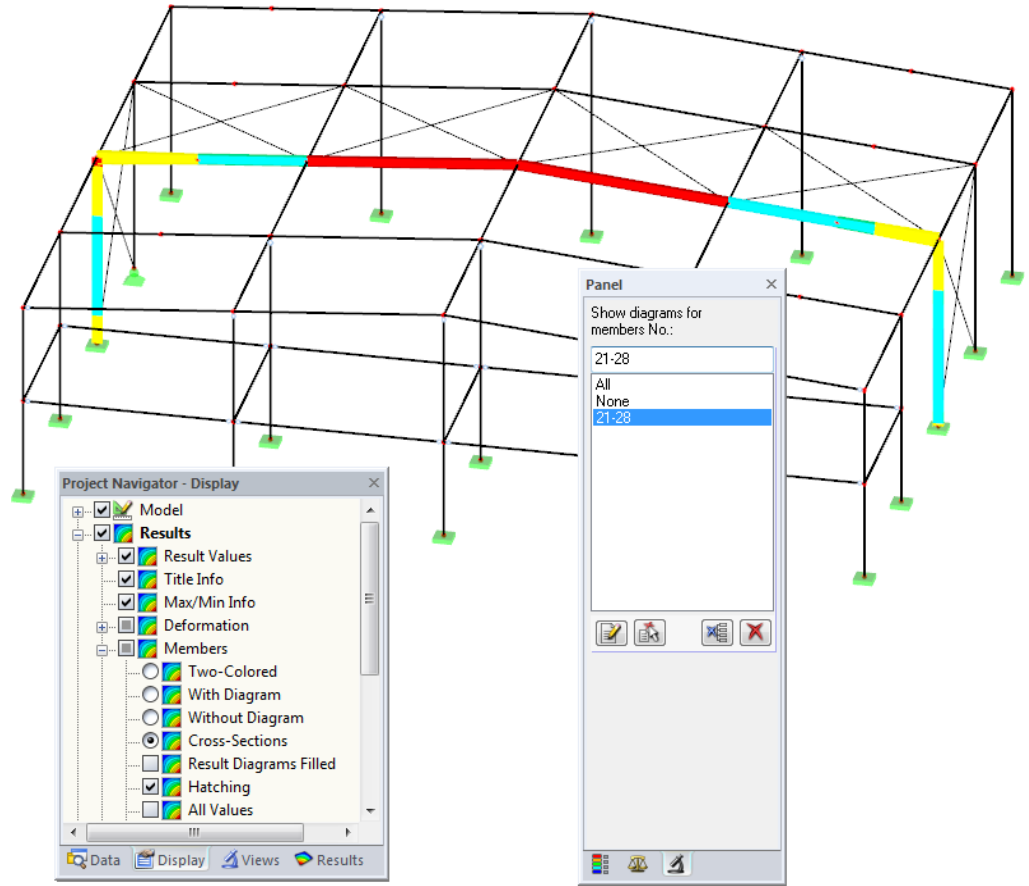 Panel
Show diagrams for
members No.:
21-28
All
None
21-28
Project Navigator - Display
Model
Results
Result Values
Title Info
Max/Min Info
Deformation
Members
Two-Colored
With Diagram
Without Diagram
Cross-Sections
Result Diagrams Filled
Hatching
All Values
Data Display Views Results